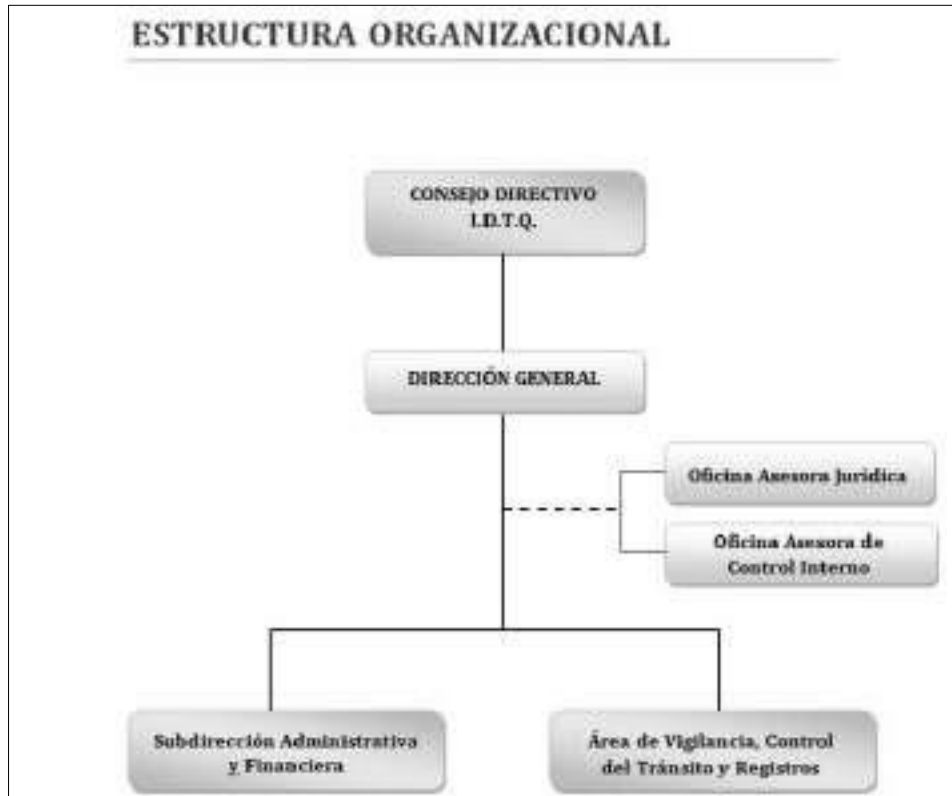 ESTRUCTURA ORGANIZACIONAL
CONSEJO DIRECTIVO
I.D.T.Q.
DIRECCIÓN GENERAL
Oficina Asesora Jurídica
Oficina Asesora de
Control Interno
Subdirección Administrativa
y Financiera
Área de Vigilancia, Control
del Tránsito y Registros